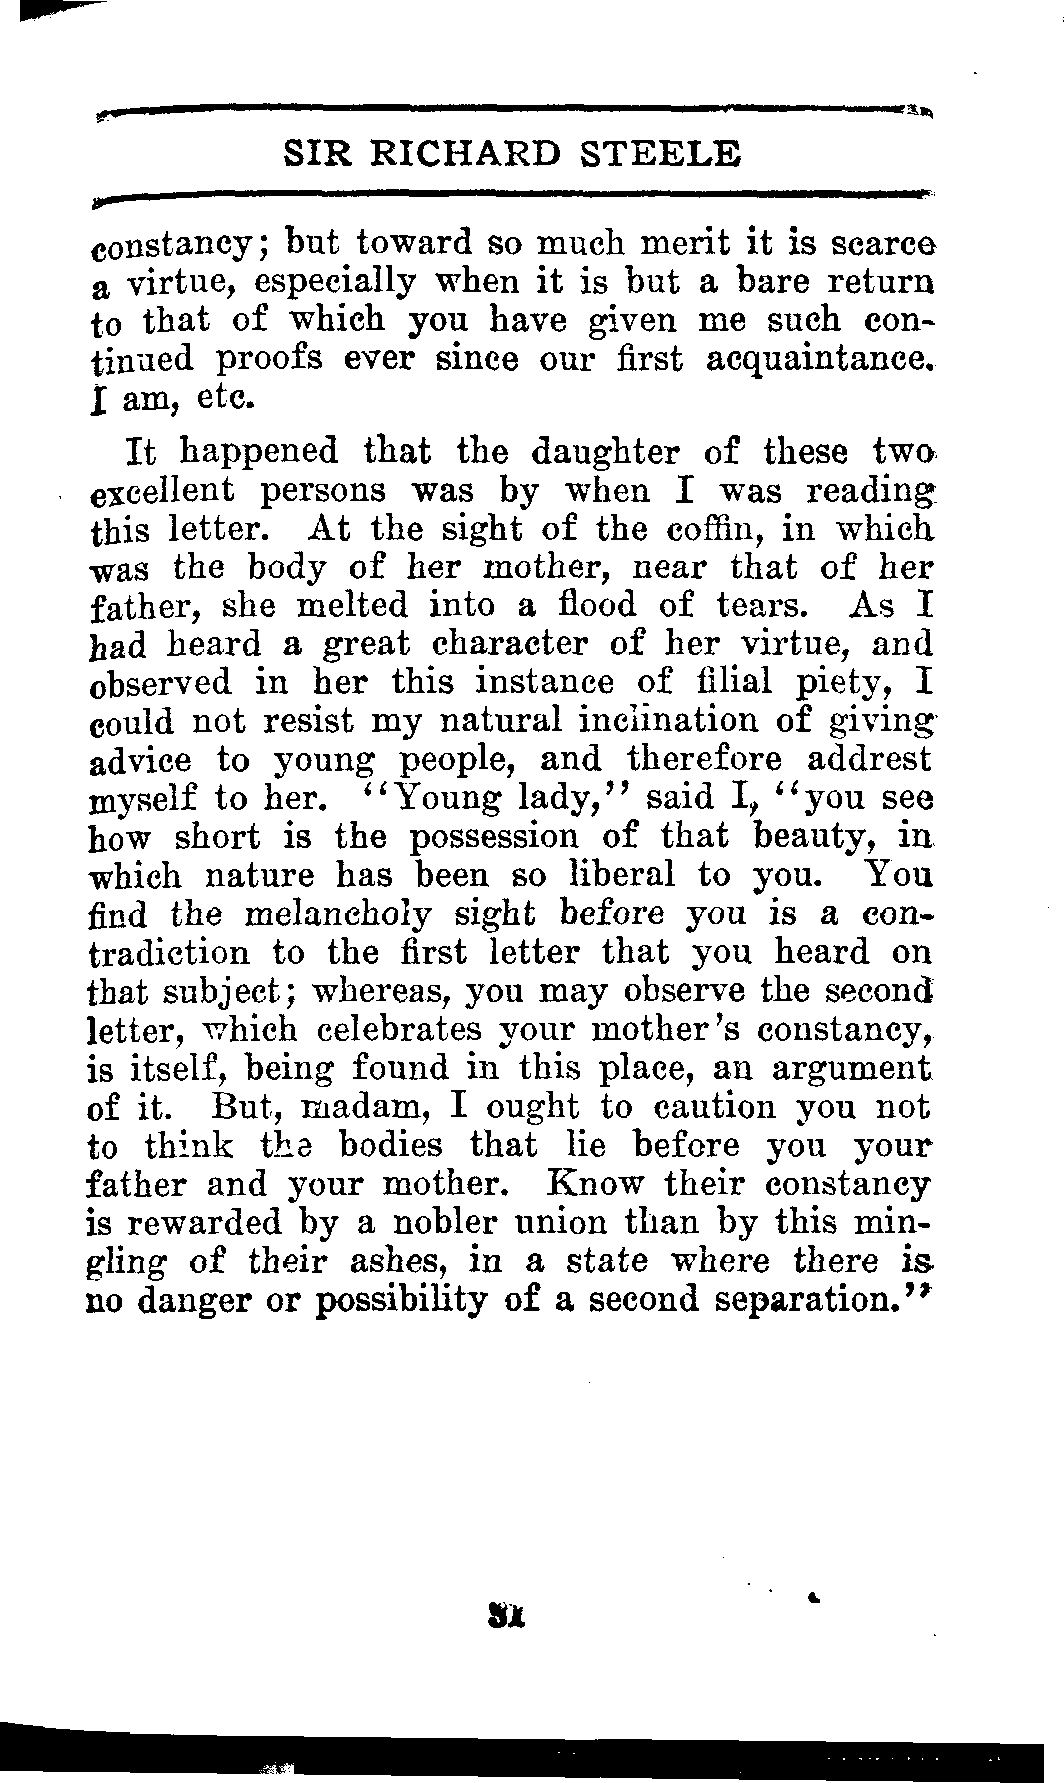 SIR RICHARD STEELE
constancy; but toward so much merit it is scarce
a virtue, especially when it is but a bare return
to that of which you have given me such con-
tinued proofs ever since our first acquaintance.
I am, etc.
It happened that the daughter of these two
excellent persons was by when I was reading
this letter. At the sight of the coffin, in which
was the body of her mother, near that of her
father, she melted into a flood of tears. As I
had heard a great character of her virtue, and
observed in her this instance of filial piety, I
could not resist my natural inclination of giving
advice to young people, and therefore addrest
myself to her. "Young lady," said I, "you see
how short is the possession of that beauty, in
which nature has been so liberal to you. You
find the melancholy sight before you is a con-
tradiction to the first letter that you heard on
that subject; whereas, you may observe the second
letter, which celebrates your mother's constancy,
is itself, being found in this place, an argument
of it. But, madam, I ought to caution you not
to think the bodies that lie before you your
father and your mother. Know their constancy
is rewarded by a nobler union than by this min-
gling of their ashes, in a state where there is
no danger or possibility of a second separation."